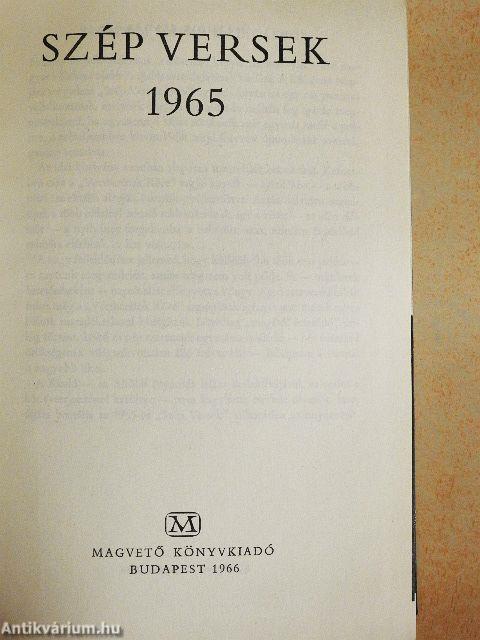 SZÉP VERSEK
1965
M
MAGVETŐ KÖNYVKIADÓ
BUDAPEST 1966
Antikvárium.hu